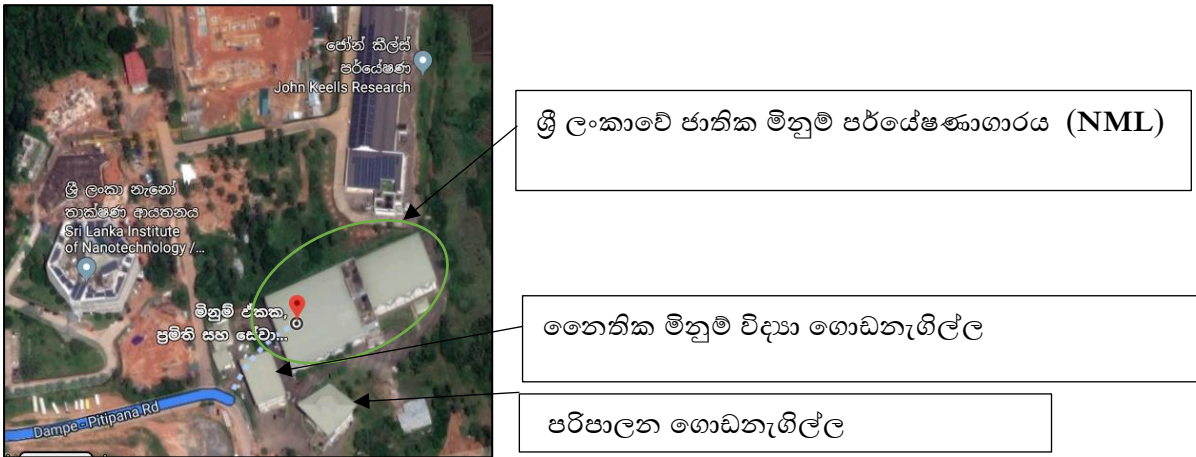 ජෝන් කීල්ස්
පර්යේෂණ
John Keells Research
ශ්‍රී ලංකා නැනෝ
තාක්ෂණ ආයතනය
Sri Lanka Institute
of Nanotechnology /...
මිනුම් ඒකක,
ප්‍රමිති සහ සේවා...
Dampe - Pitipana Rd
ශ්‍රී ලංකාවේ ජාතික මිනුම් පර්යේෂණාගාරය (NML)
නෛතික මිනුම් විද්‍යා ගොඩනැගිල්ල
පරිපාලන ගොඩනැගිල්ල